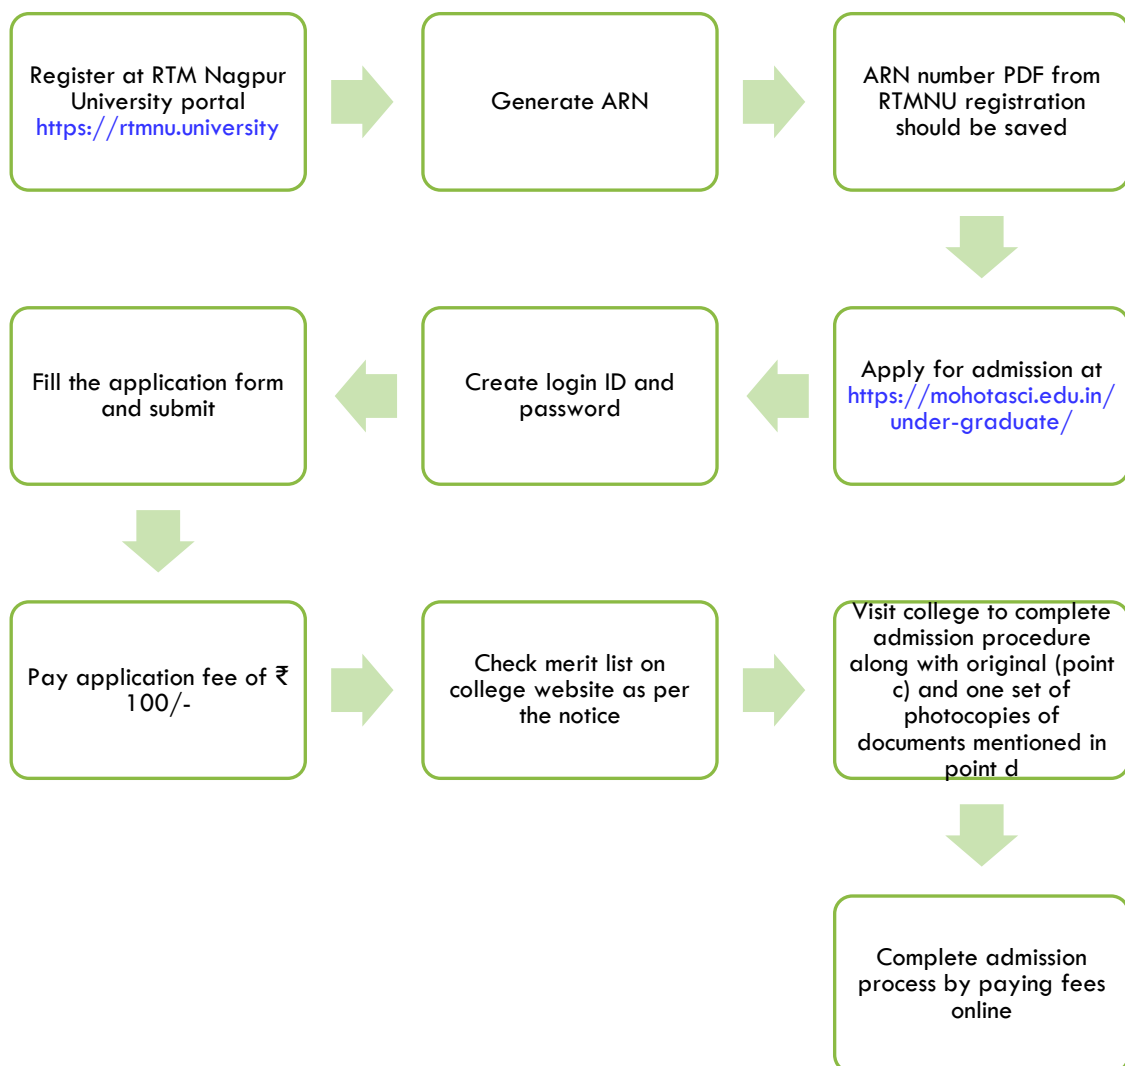 Register at RTM Nagpur
University portal
https://rtmnu.university
Generate ARN
ARN number PDF from
RTMNU registration
should be saved
Apply for admission at
https://mohotasci.edu.in/
under-graduate/
Create login ID and
password
Fill the application form
and submit
Pay application fee of ₹
100/-
Check merit list on
college website as per
the notice
Visit college to complete
admission procedure
along with original (point
c) and one set of
photocopies of
documents mentioned in
point d
Complete admission
process by paying fees
online